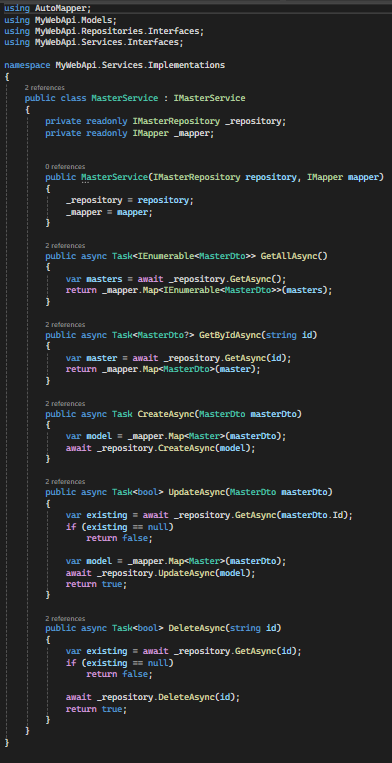 using AutoMapper;
using MyWebApi.Models;
using MyWebApi.Repositories.Interfaces;
using MyWebApi.Services.Interfaces;

namespace MyWebApi.Services.Implementations
{
    2 references
    public class MasterService : IMasterService
    {
        private readonly IMasterRepository _repository;
        private readonly IMapper _mapper;

        0 references
        public MasterService(IMasterRepository repository, IMapper mapper)
        {
            _repository = repository;
            _mapper = mapper;
        }

        2 references
        public async Task<IEnumerable<MasterDto>> GetAllAsync()
        {
            var masters = await _repository.GetAsync();
            return _mapper.Map<IEnumerable<MasterDto>>(masters);
        }

        2 references
        public async Task<MasterDto?> GetByIdAsync(string id)
        {
            var master = await _repository.GetAsync(id);
            return _mapper.Map<MasterDto>(master);
        }

        2 references
        public async Task CreateAsync(MasterDto masterDto)
        {
            var model = _mapper.Map<Master>(masterDto);
            await _repository.CreateAsync(model);
        }

        2 references
        public async Task<bool> UpdateAsync(MasterDto masterDto)
        {
            var existing = await _repository.GetAsync(masterDto.Id);
            if (existing == null)
                return false;

            var model = _mapper.Map<Master>(masterDto);
            await _repository.UpdateAsync(model);
            return true;
        }

        2 references
        public async Task<bool> DeleteAsync(string id)
        {
            var existing = await _repository.GetAsync(id);
            if (existing == null)
                return false;

            await _repository.DeleteAsync(id);
            return true;
        }
    }
}